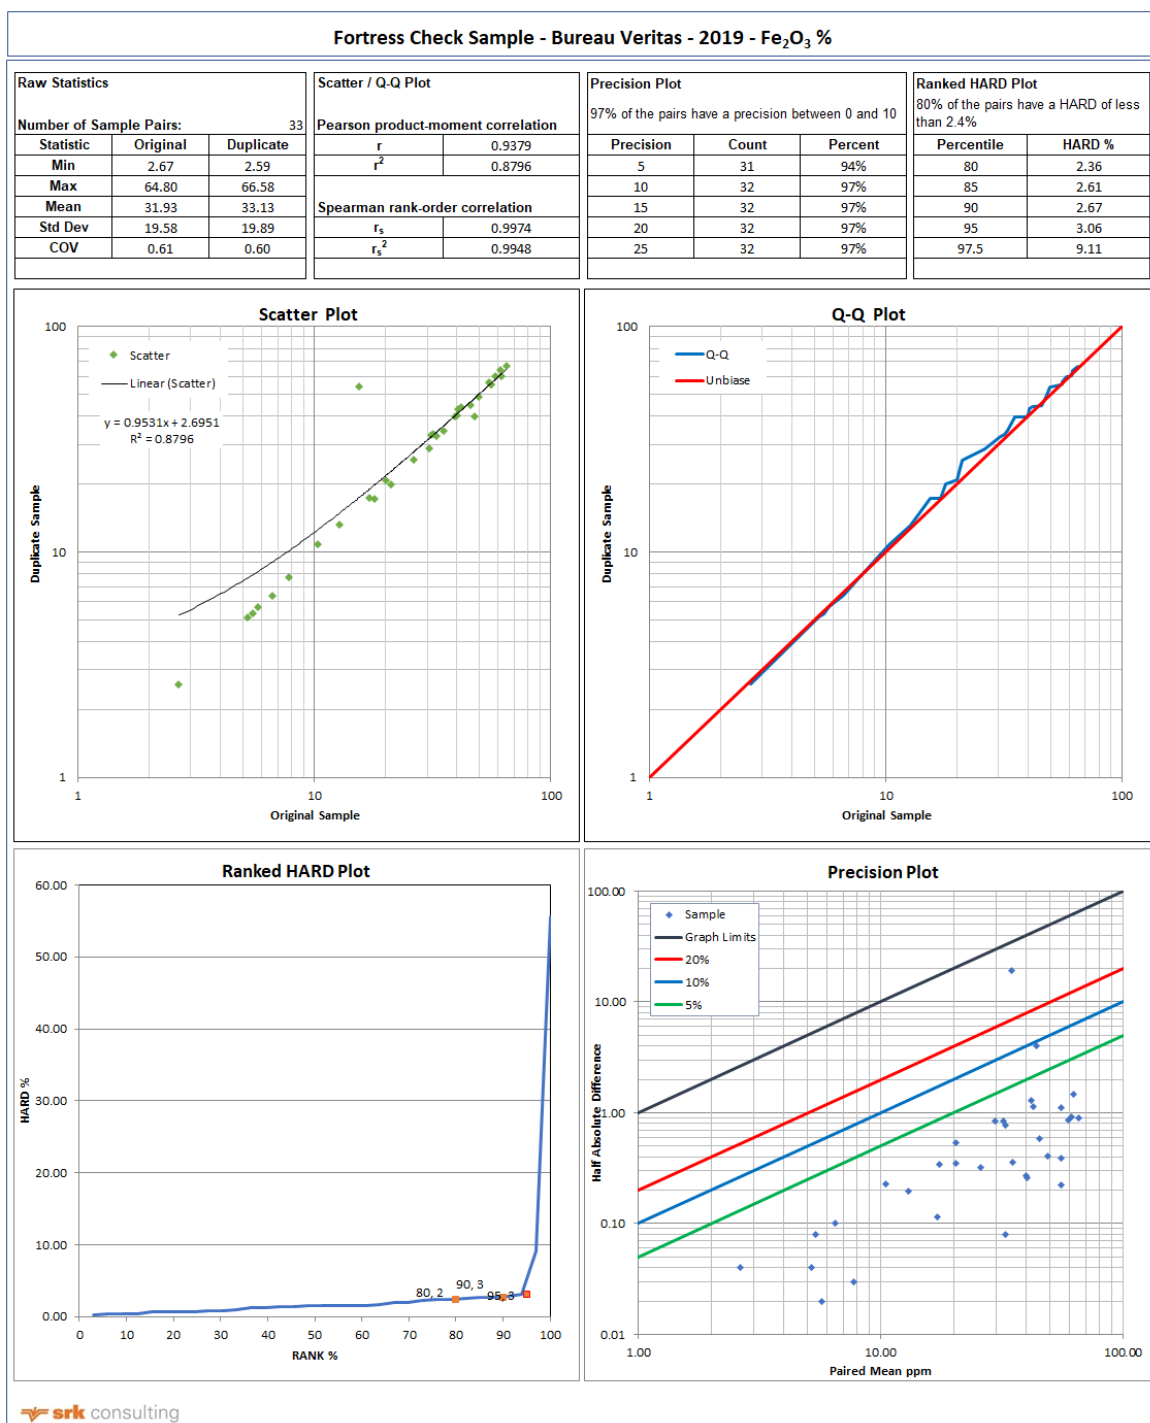 Fortress Check Sample - Bureau Veritas - 2019 - Fe₂O₃ %
Raw Statistics
Number of Sample Pairs: 33
Statistic Original Duplicate
Min 2.67 2.59
Max 64.80 66.58
Mean 31.93 33.13
Std Dev 19.58 19.89
COV 0.61 0.60
Scatter / Q-Q Plot
Pearson product-moment correlation
r 0.9379
r² 0.8796
Spearman rank-order correlation
rₛ 0.9974
rₛ² 0.9948
Precision Plot
97% of the pairs have a precision between 0 and 10
Precision Count Percent
5 31 94%
10 32 97%
15 32 97%
20 32 97%
25 32 97%
Ranked HARD Plot
80% of the pairs have a HARD of less
than 2.4%
Percentile HARD %
80 2.36
85 2.61
90 2.67
95 3.06
97.5 9.11
Scatter Plot
100
10
1
Duplicate Sample
Scatter
Linear (Scatter)
y = 0.9531x + 2.6951
R² = 0.8796
1 10 100
Original Sample
Q-Q Plot
100
10
1
Duplicate Sample
Q-Q
Unbiase
1 10 100
Original Sample
Ranked HARD Plot
60.00
50.00
40.00
30.00
20.00
10.00
0.00
HARD %
80, 2
90, 3
95, 3
0 10 20 30 40 50 60 70 80 90 100
RANK %
Precision Plot
100.00
10.00
1.00
0.10
0.01
Half Absolute Difference
Sample
Graph Limits
20%
10%
5%
1.00 10.00 100.00
Paired Mean ppm
srk consulting